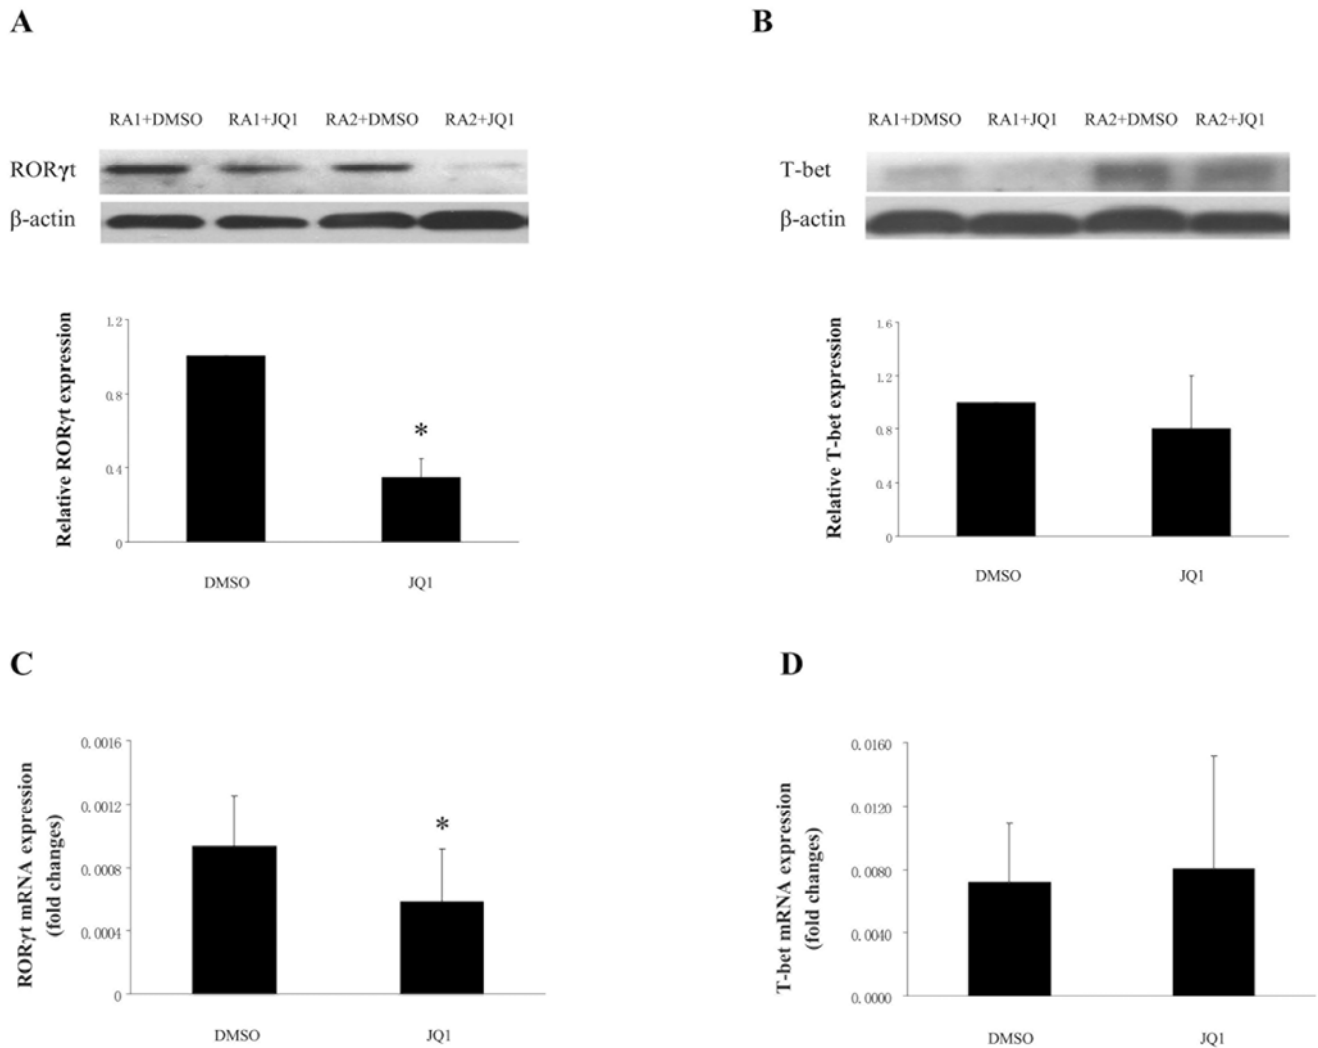 A
B
RA1+DMSO RA1+JQ1 RA2+DMSO RA2+JQ1
RORγt
β-actin
RA1+DMSO RA1+JQ1 RA2+DMSO RA2+JQ1
T-bet
β-actin
Relative RORγt expression
1.2
0.8
0.4
0
*
DMSO JQ1
Relative T-bet expression
1.6
1.2
0.8
0.4
0
DMSO JQ1
C
D
RORγt mRNA expression
(fold changes)
0.0016
0.0012
0.0008
0.0004
0
*
DMSO JQ1
T-bet mRNA expression
(fold changes)
0.0160
0.0120
0.0080
0.0040
0.0000
DMSO JQ1